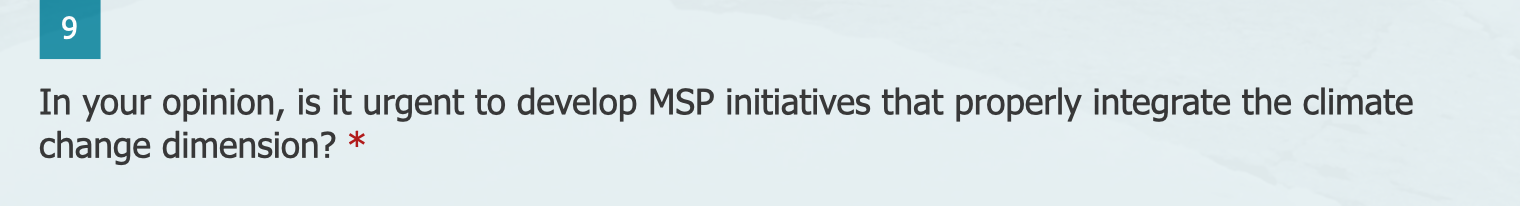 9
In your opinion, is it urgent to develop MSP initiatives that properly integrate the climate
change dimension? *